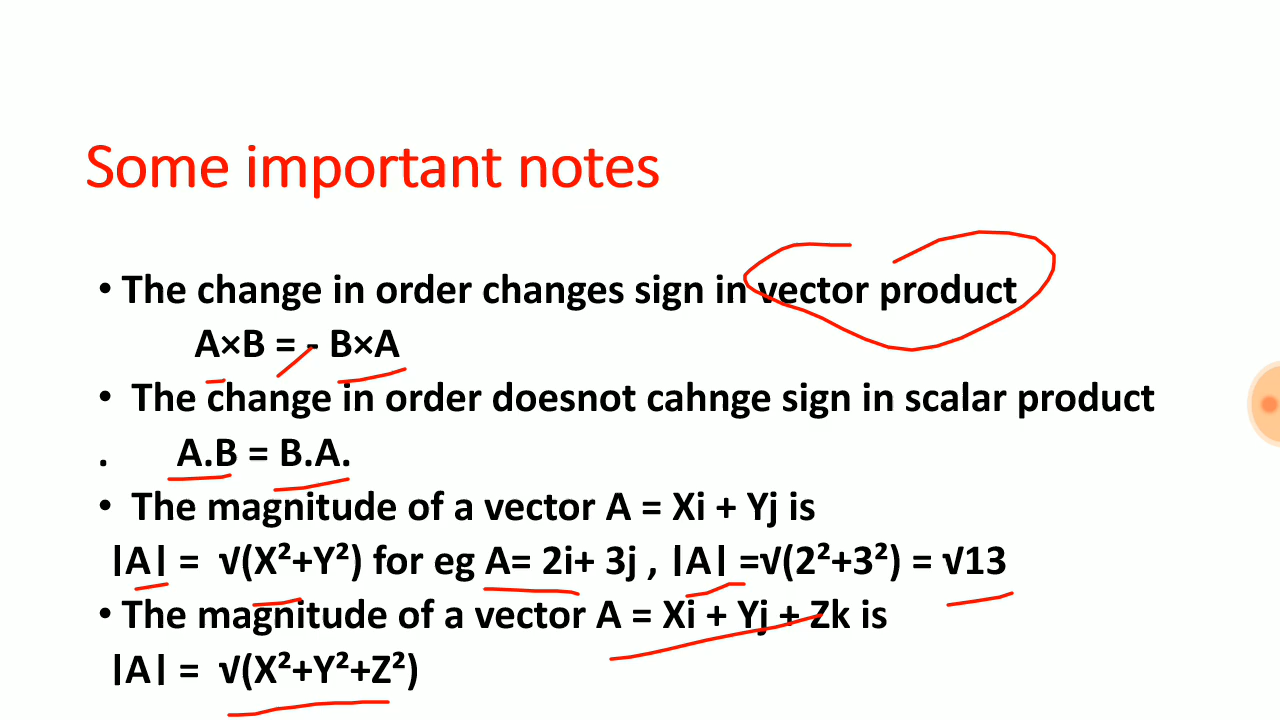 Some important notes
• The change in order changes sign in vector product
A×B = - B×A
• The change in order doesnot cahnge sign in scalar product
. A.B = B.A.
• The magnitude of a vector A = Xi + Yj is
|A| = √(X²+Y²) for eg A= 2i+ 3j , |A| =√(2²+3²) = √13
• The magnitude of a vector A = Xi + Yj + Zk is
|A| = √(X²+Y²+Z²)